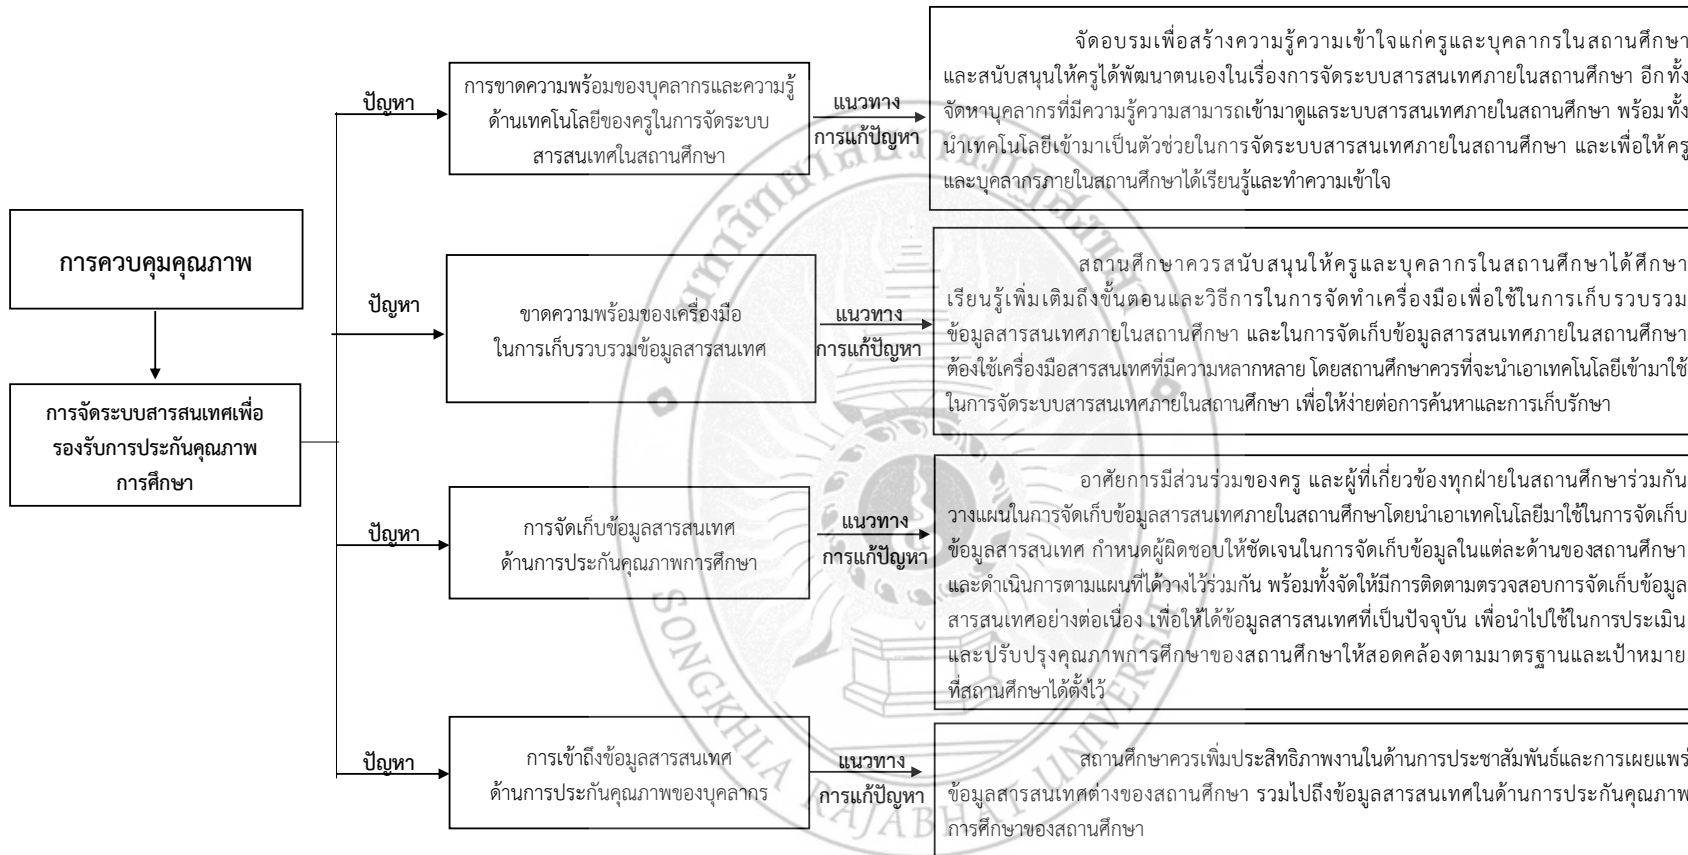 การควบคุมคุณภาพ
การจัดระบบสารสนเทศเพื่อ
รองรับการประกันคุณภาพ
การศึกษา
ปัญหา
การขาดความพร้อมของบุคลากรและความรู้
ด้านเทคโนโลยีของครูในการจัดระบบ
สารสนเทศในสถานศึกษา
แนวทาง
การแก้ปัญหา
จัดอบรมเพื่อสร้างความรู้ความเข้าใจแก่ครูและบุคลากรในสถานศึกษา
และสนับสนุนให้ครูได้พัฒนาตนเองในเรื่องการจัดระบบสารสนเทศภายในสถานศึกษา อีกทั้ง
จัดหาบุคลากรที่มีความรู้ความสามารถเข้ามาดูแลระบบสารสนเทศภายในสถานศึกษา พร้อมทั้ง
นำเทคโนโลยีเข้ามาเป็นตัวช่วยในการจัดระบบสารสนเทศภายในสถานศึกษา และเพื่อให้ครู
และบุคลากรภายในสถานศึกษาได้เรียนรู้และทำความเข้าใจ
ปัญหา
ขาดความพร้อมของเครื่องมือ
ในการเก็บรวบรวมข้อมูลสารสนเทศ
แนวทาง
การแก้ปัญหา
สถานศึกษาควรสนับสนุนให้ครูและบุคลากรในสถานศึกษาได้ศึกษา
เรียนรู้เพิ่มเติมถึงขั้นตอนและวิธีการในการจัดทำเครื่องมือเพื่อใช้ในการเก็บรวบรวม
ข้อมูลสารสนเทศภายในสถานศึกษา และในการจัดเก็บข้อมูลสารสนเทศภายในสถานศึกษา
ต้องใช้เครื่องมือสารสนเทศที่มีความหลากหลาย โดยสถานศึกษาควรที่จะนำเอาเทคโนโลยีเข้ามาใช้
ในการจัดระบบสารสนเทศภายในสถานศึกษา เพื่อให้ง่ายต่อการค้นหาและการเก็บรักษา
ปัญหา
การจัดเก็บข้อมูลสารสนเทศ
ด้านการประกันคุณภาพการศึกษา
แนวทาง
การแก้ปัญหา
อาศัยการมีส่วนร่วมของครู และผู้ที่เกี่ยวข้องทุกฝ่ายในสถานศึกษาร่วมกัน
วางแผนในการจัดเก็บข้อมูลสารสนเทศภายในสถานศึกษาโดยนำเอาเทคโนโลยีมาใช้ในการจัดเก็บ
ข้อมูลสารสนเทศ กำหนดผู้ผิดชอบให้ชัดเจนในการจัดเก็บข้อมูลในแต่ละด้านของสถานศึกษา
และดำเนินการตามแผนที่ได้วางไว้ร่วมกัน พร้อมทั้งจัดให้มีการติดตามตรวจสอบการจัดเก็บข้อมูล
สารสนเทศอย่างต่อเนื่อง เพื่อให้ได้ข้อมูลสารสนเทศที่เป็นปัจจุบัน เพื่อนำไปใช้ในการประเมิน
และปรับปรุงคุณภาพการศึกษาของสถานศึกษาให้สอดคล้องตามมาตรฐานและเป้าหมาย
ที่สถานศึกษาได้ตั้งไว้
ปัญหา
การเข้าถึงข้อมูลสารสนเทศ
ด้านการประกันคุณภาพของบุคลากร
แนวทาง
การแก้ปัญหา
สถานศึกษาควรเพิ่มประสิทธิภาพงานในด้านการประชาสัมพันธ์และการเผยแพร่
ข้อมูลสารสนเทศต่างของสถานศึกษา รวมไปถึงข้อมูลสารสนเทศในด้านการประกันคุณภาพ
การศึกษาของสถานศึกษา
มหาวิทยาลัยราชภัฏสงขลา
SONGKHLA RAJABHAT UNIVERSITY